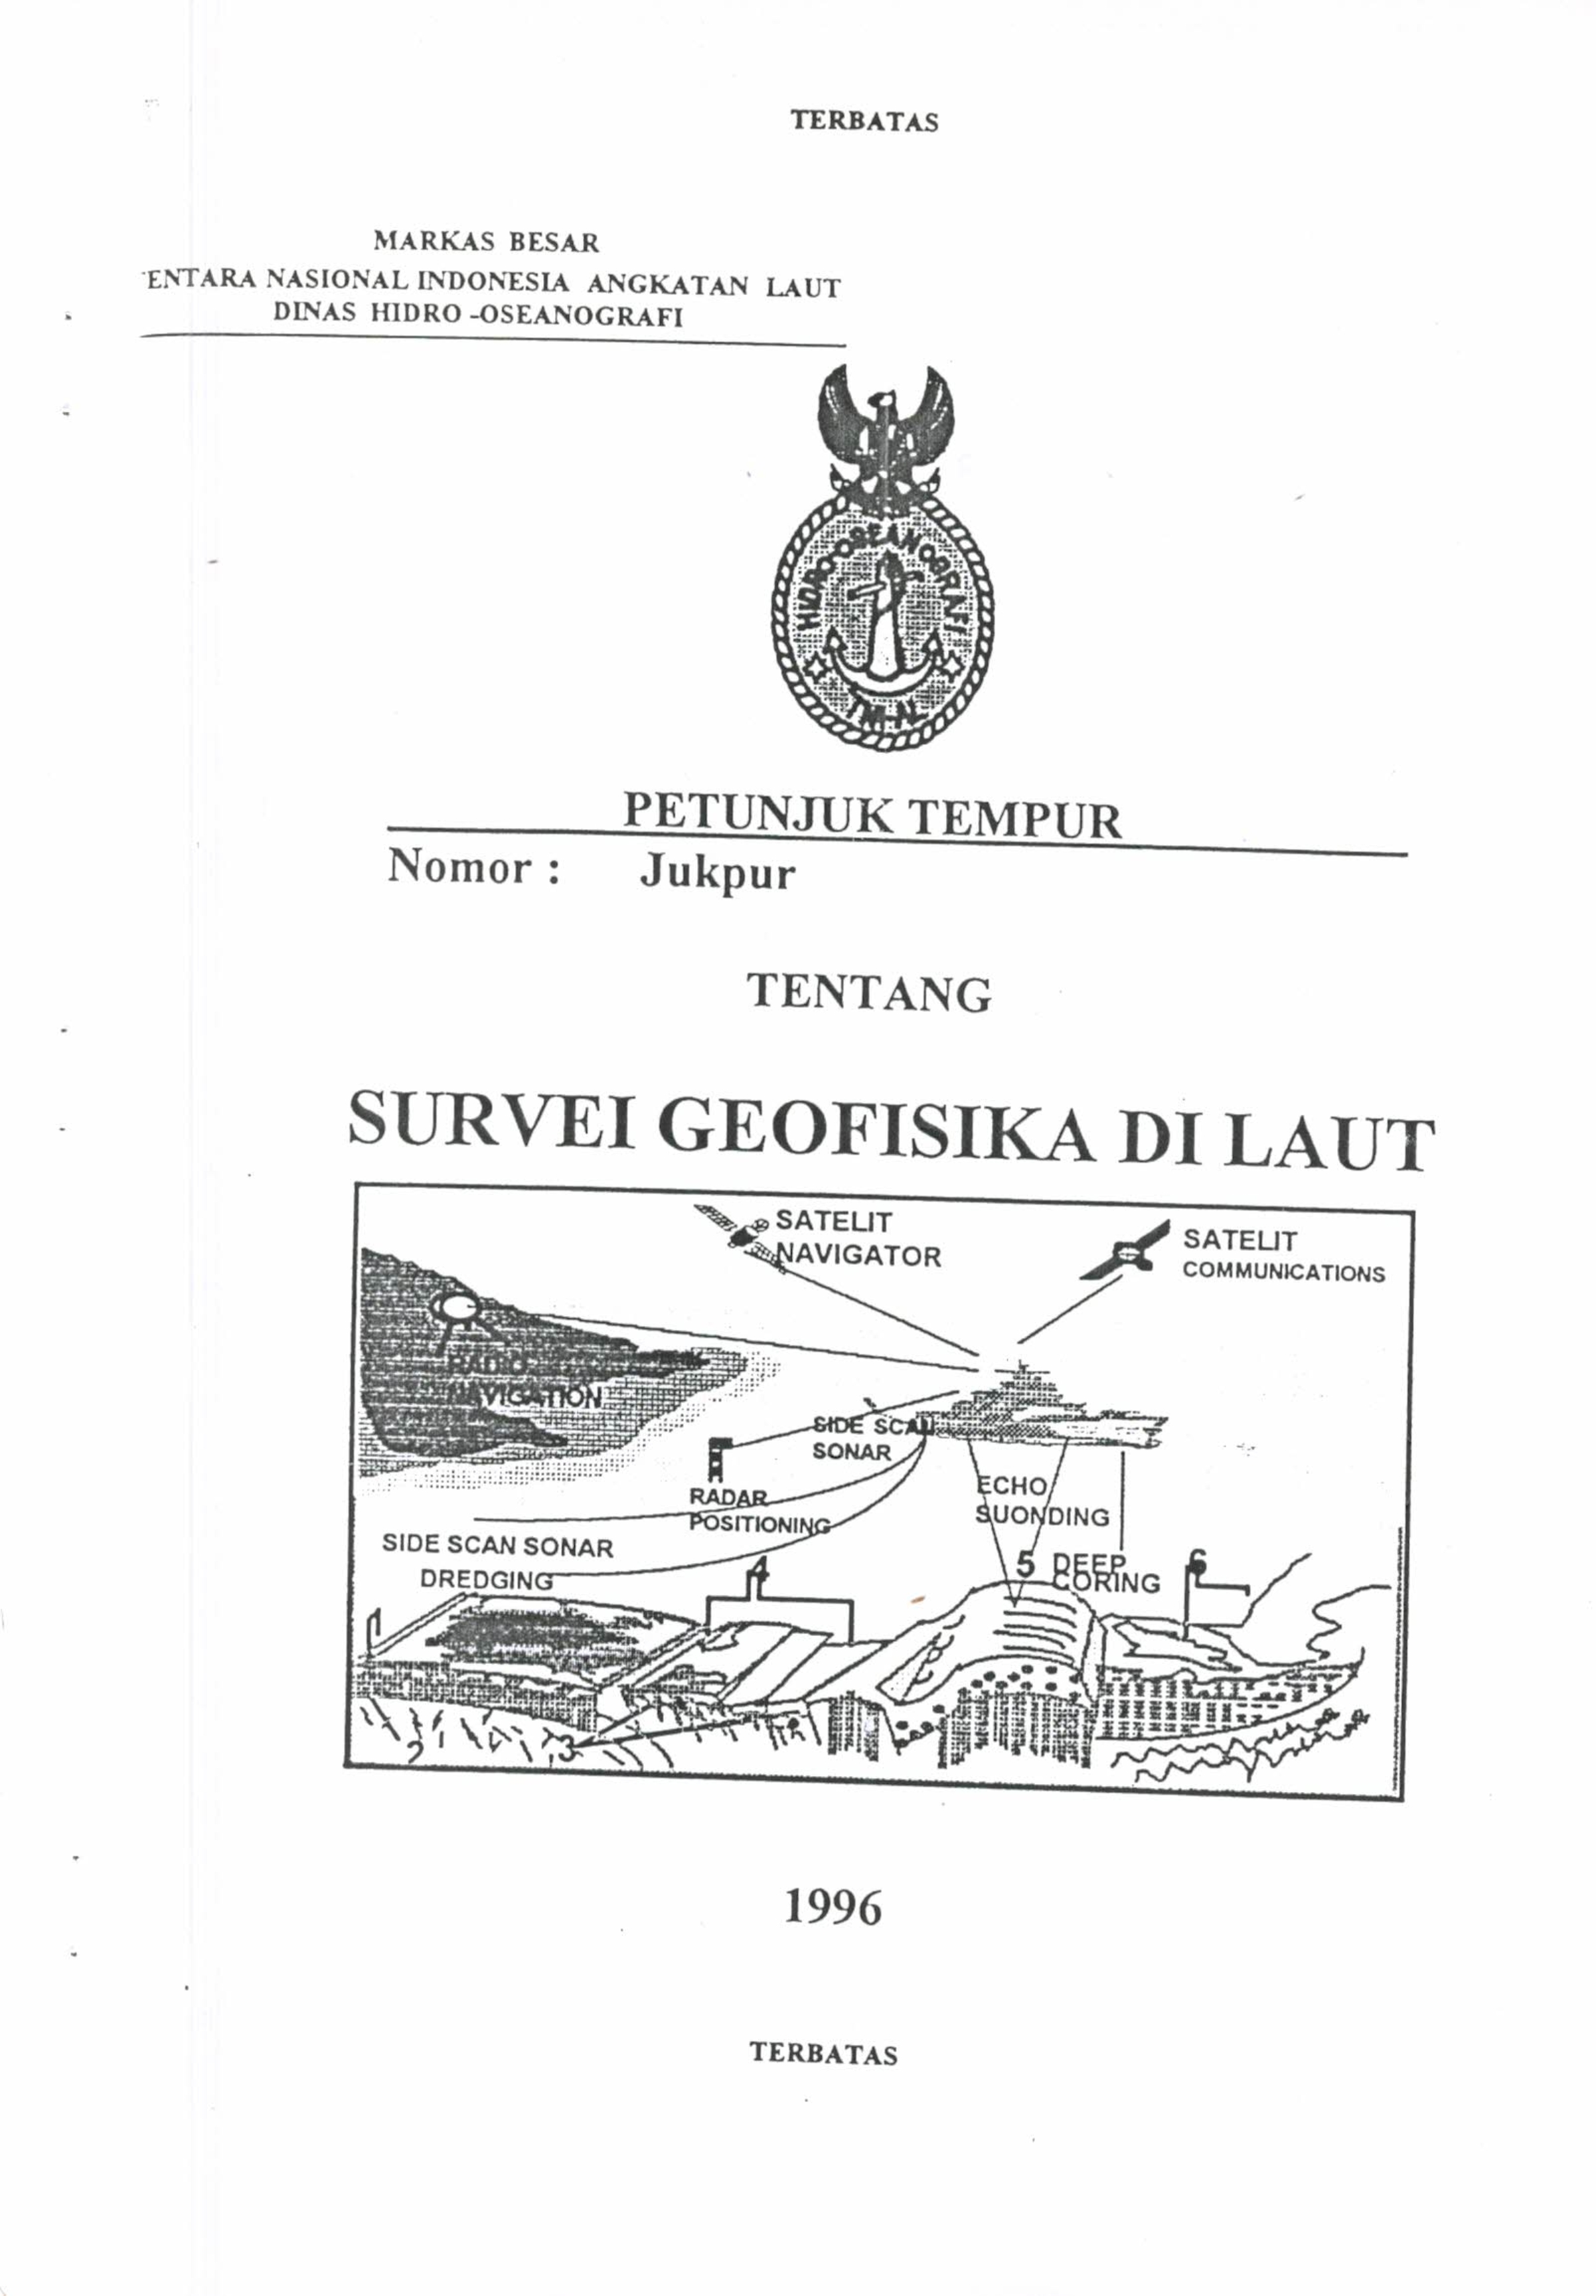 TERBATAS
MARKAS BESAR
ENTARA NASIONAL INDONESIA ANGKATAN LAUT
DINAS HIDRO-OSEANOGRAFI
HIDRO-OSEANOGRAFI
TNI-AL
PETUNJUK TEMPUR
Nomor : Jukpur
TENTANG
SURVEI GEOFISIKA DI LAUT
SATELIT
NAVIGATOR
SATELIT
COMMUNICATIONS
RADIO
NAVIGATION
SIDE SCAN
SONAR
RADAR
POSITIONING
ECHO
SUONDING
SIDE SCAN SONAR
DREDGING
4
5 DEEP
CORING
6
1
2
3
1996
TERBATAS